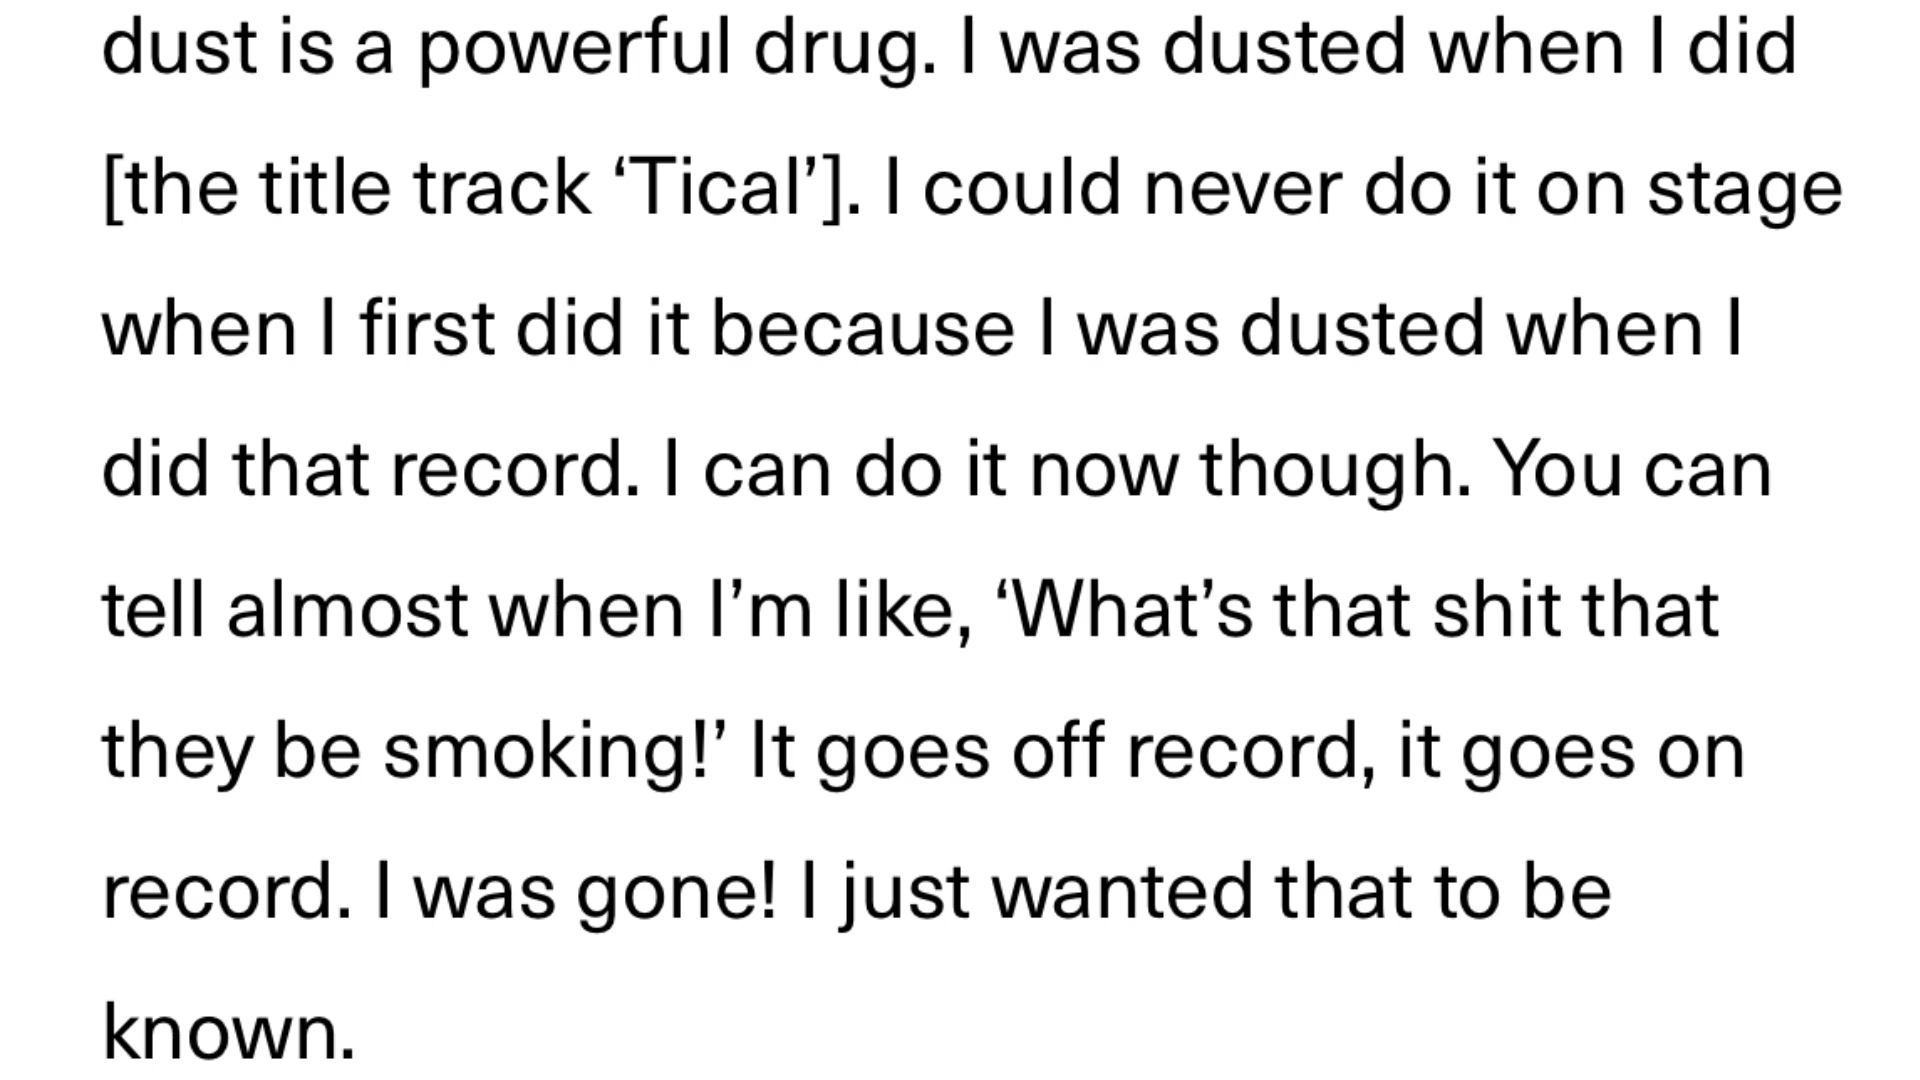 dust is a powerful drug. I was dusted when I did
[the title track ‘Tical’]. I could never do it on stage
when I first did it because I was dusted when I
did that record. I can do it now though. You can
tell almost when I’m like, ‘What’s that shit that
they be smoking!’ It goes off record, it goes on
record. I was gone! I just wanted that to be
known.